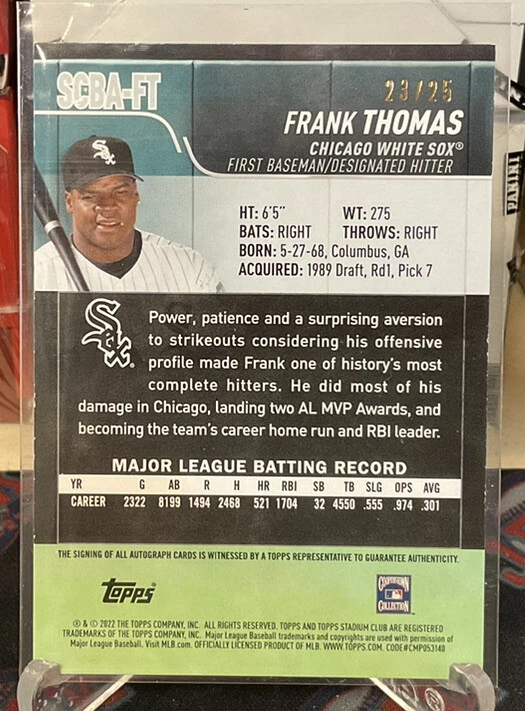 SCBA-FT
23/25
FRANK THOMAS
CHICAGO WHITE SOX®
FIRST BASEMAN/DESIGNATED HITTER
HT: 6'5" WT: 275
BATS: RIGHT THROWS: RIGHT
BORN: 5-27-68, Columbus, GA
ACQUIRED: 1989 Draft, Rd1, Pick 7
Sox
Power, patience and a surprising aversion
to strikeouts considering his offensive
profile made Frank one of history's most
complete hitters. He did most of his
damage in Chicago, landing two AL MVP Awards, and
becoming the team's career home run and RBI leader.
MAJOR LEAGUE BATTING RECORD
YR G AB R H HR RBI SB TB SLG OPS AVG
CAREER 2322 8199 1494 2468 521 1704 32 4550 .555 .974 .301
THE SIGNING OF ALL AUTOGRAPH CARDS IS WITNESSED BY A TOPPS REPRESENTATIVE TO GUARANTEE AUTHENTICITY.
Topps®
COOPERSTOWN
COLLECTION
® & © 2022 THE TOPPS COMPANY, INC. ALL RIGHTS RESERVED. TOPPS AND TOPPS STADIUM CLUB ARE REGISTERED
TRADEMARKS OF THE TOPPS COMPANY, INC. Major League Baseball trademarks and copyrights are used with permission of
Major League Baseball. Visit MLB.com. OFFICIALLY LICENSED PRODUCT OF MLB. WWW.TOPPS.COM. CODE#CMP053140